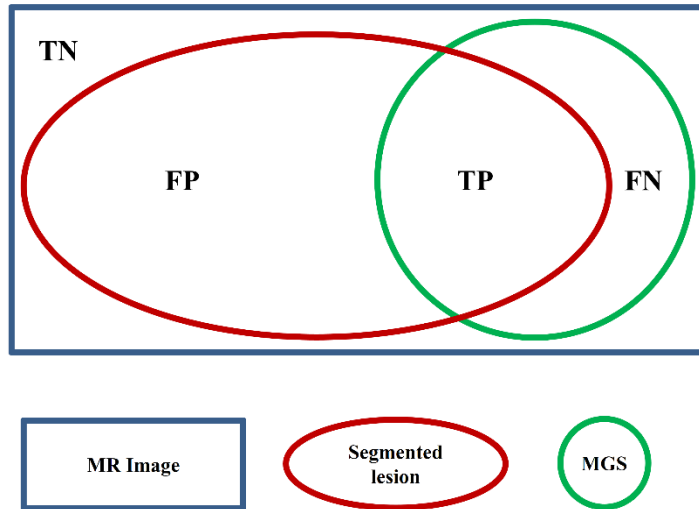 TN
FP
TP
FN
MR Image
Segmented
lesion
MGS